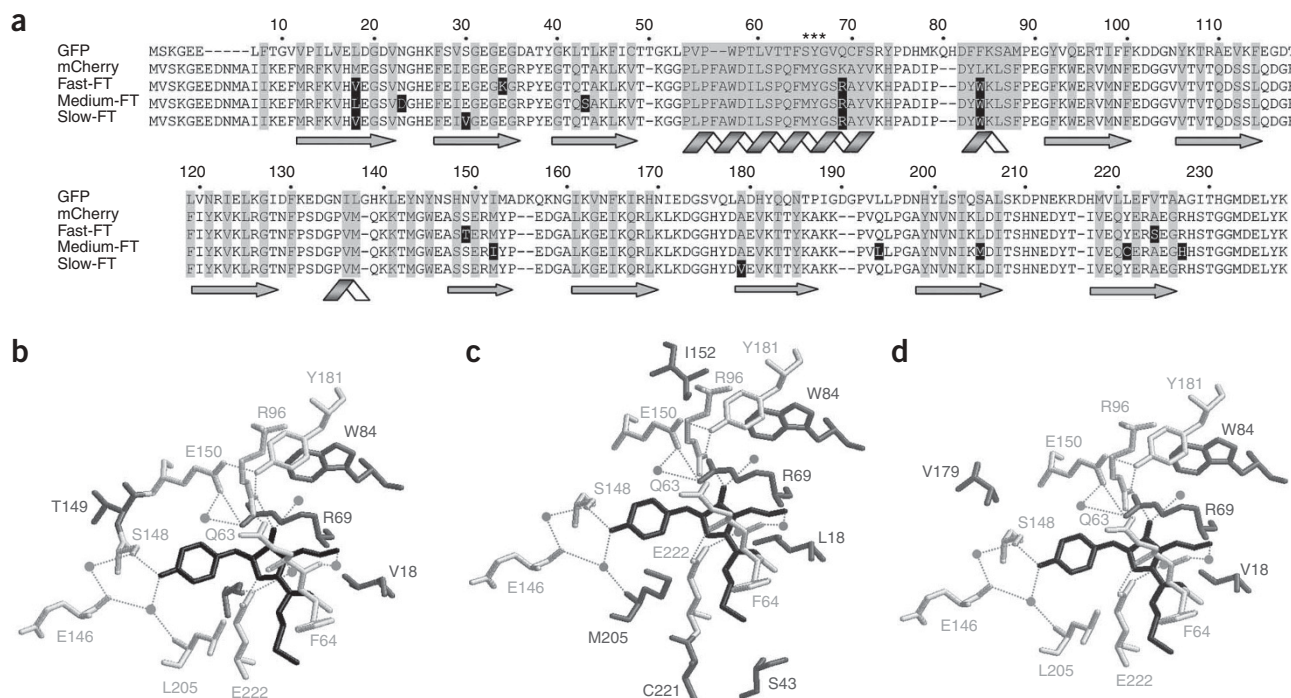 a
10 20 30 40 50 60 70 80 90 100 110
***
GFP MSKGEE-----LFTGVVPILVELDGDVNGHKFSVSGEGEGDATYGKLTLKFICTTGKLPVP--WPTLVTTFSYGVQCFSRYPDHMKQHDFFKSAMPEGYVQERTIFFKDDGNYKTRAEVKFEGDT
mCherry MVSKGEEDNMAIIKEFMRFKVHMEGSVNGHEFEIEGEGEGRPYEGTQTAKLKVT-KGGPLPFAWDILSPQFMYGSKAYVKHPADIP--DYLKLSFPEGFKWERVMNFEDGGVVTVTQDSSLQDGE
Fast-FT MVSKGEEDNMAIIKEFMRFKVHVEGSVNGHEFEIEGEGKGRPYEGTQTAKLKVT-KGGPLPFAWDILSPQFMYGSRAYVKHPADIP--DYWKLSFPEGFKWERVMNFEDGGVVTVTQDSSLQDGE
Medium-FT MVSKGEEDNMAIIKEFMRFKVHLEGSVDGHEFEIEGEGEGRPYEGTQSAKLKVT-KGGPLPFAWDILSPQFMYGSRAYVKHPADIP--DYWKLSFPEGFKWERVMNFEDGGVVTVTQDSSLQDGE
Slow-FT MVSKGEEDNMAIIKEFMRFKVHVEGSVNGHEFEIVGEGEGRPYEGTQTAKLKVT-KGGPLPFAWDILSPQFMYGSRAYVKHPADIP--DYWKLSFPEGFKWERVMNFEDGGVVTVTQDSSLQDGE
120 130 140 150 160 170 180 190 200 210 220 230
GFP LVNRIELKGIDFKEDGNILGHKLEYNYNSHNVYIMADKQKNGIKVNFKIRHNIEDGSVQLADHYQQNTPIGDGPVLLPDNHYLSTQSALSKDPNEKRDHMVLLEFVTAAGITHGMDELYK
mCherry FIYKVKLRGTNFPSDGPVM-QKKTMGWEASSERMYP--EDGALKGEIKQRLKLKDGGHYDAEVKTTYKAKK--PVQLPGAYNVNIKLDITSHNEDYT-IVEQYERAEGRHSTGGMDELYK
Fast-FT FIYKVKLRGTNFPSDGPVM-QKKTMGWEASTERMYP--EDGALKGEIKQRLKLKDGGHYDAEVKTTYKAKK--PVQLPGAYNVNIKLDITSHNEDYT-IVEQYERSEGRHSTGGMDELYK
Medium-FT FIYKVKLRGTNFPSDGPVM-QKKTMGWEASSERIYP--EDGALKGEIKQRLKLKDGGHYDAEVKTTYKAKK--PVLLPGAYNVNIKMDITSHNEDYT-IVEQCERAEGHHSTGGMDELYK
Slow-FT FIYKVKLRGTNFPSDGPVM-QKKTMGWEASSERMYP--EDGALKGEIKQRLKLKDGGHYDVEVKTTYKAKK--PVQLPGAYNVNIKLDITSHNEDYT-IVEQYERAEGRHSTGGMDELYK
b
Y181
R96
W84
E150
T149
R69
Q63
S148
V18
E146
F64
L205
E222
c
I152
Y181
R96
W84
E150
R69
S148
Q63
L18
E222
E146
F64
M205
C221
S43
d
Y181
R96
W84
E150
V179
R69
Q63
S148
V18
E146
F64
L205
E222